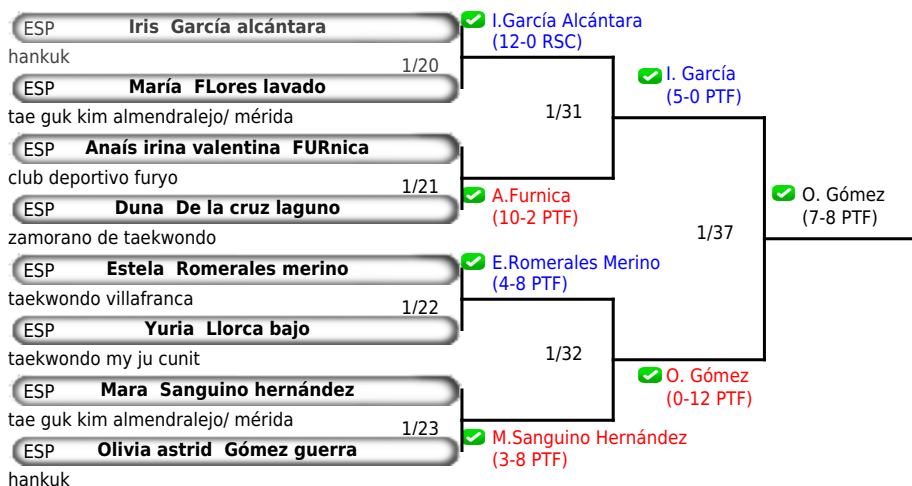 ESP Iris García alcántara
hankuk
1/20
ESP María FLores lavado
tae guk kim almendralejo/ mérida
ESP Anaís irina valentina FURnica
club deportivo furyo
1/21
ESP Duna De la cruz laguno
zamorano de taekwondo
ESP Estela Romerales merino
taekwondo villafranca
1/22
ESP Yuria Llorca bajo
taekwondo my ju cunit
ESP Mara Sanguino hernández
tae guk kim almendralejo/ mérida
1/23
ESP Olivia astrid Gómez guerra
hankuk
I.García Alcántara
(12-0 RSC)
1/31
A.Furnica
(10-2 PTF)
E.Romerales Merino
(4-8 PTF)
1/32
M.Sanguino Hernández
(3-8 PTF)
I. García
(5-0 PTF)
1/37
O. Gómez
(0-12 PTF)
O. Gómez
(7-8 PTF)